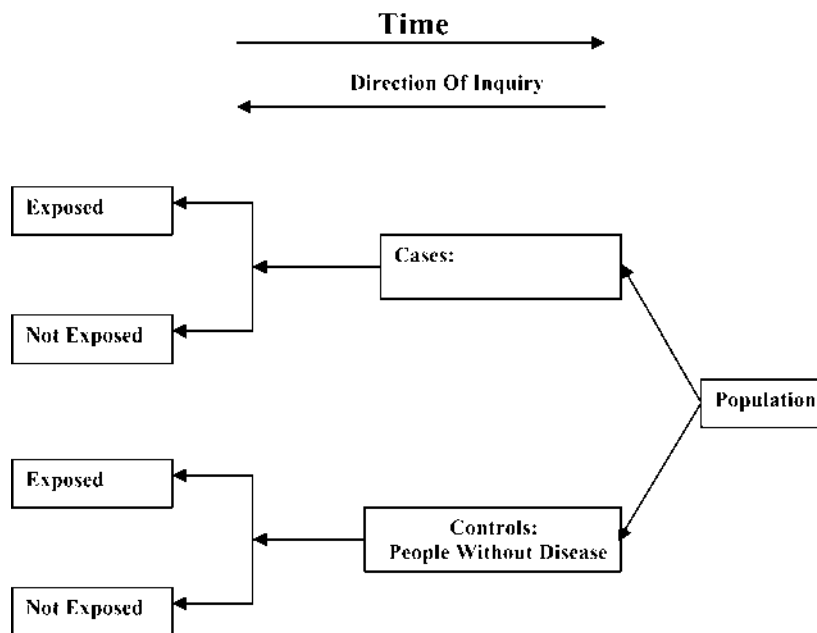 Time
Direction Of Inquiry
Exposed
Cases:
Not Exposed
Population
Exposed
Controls:
People Without Disease
Not Exposed